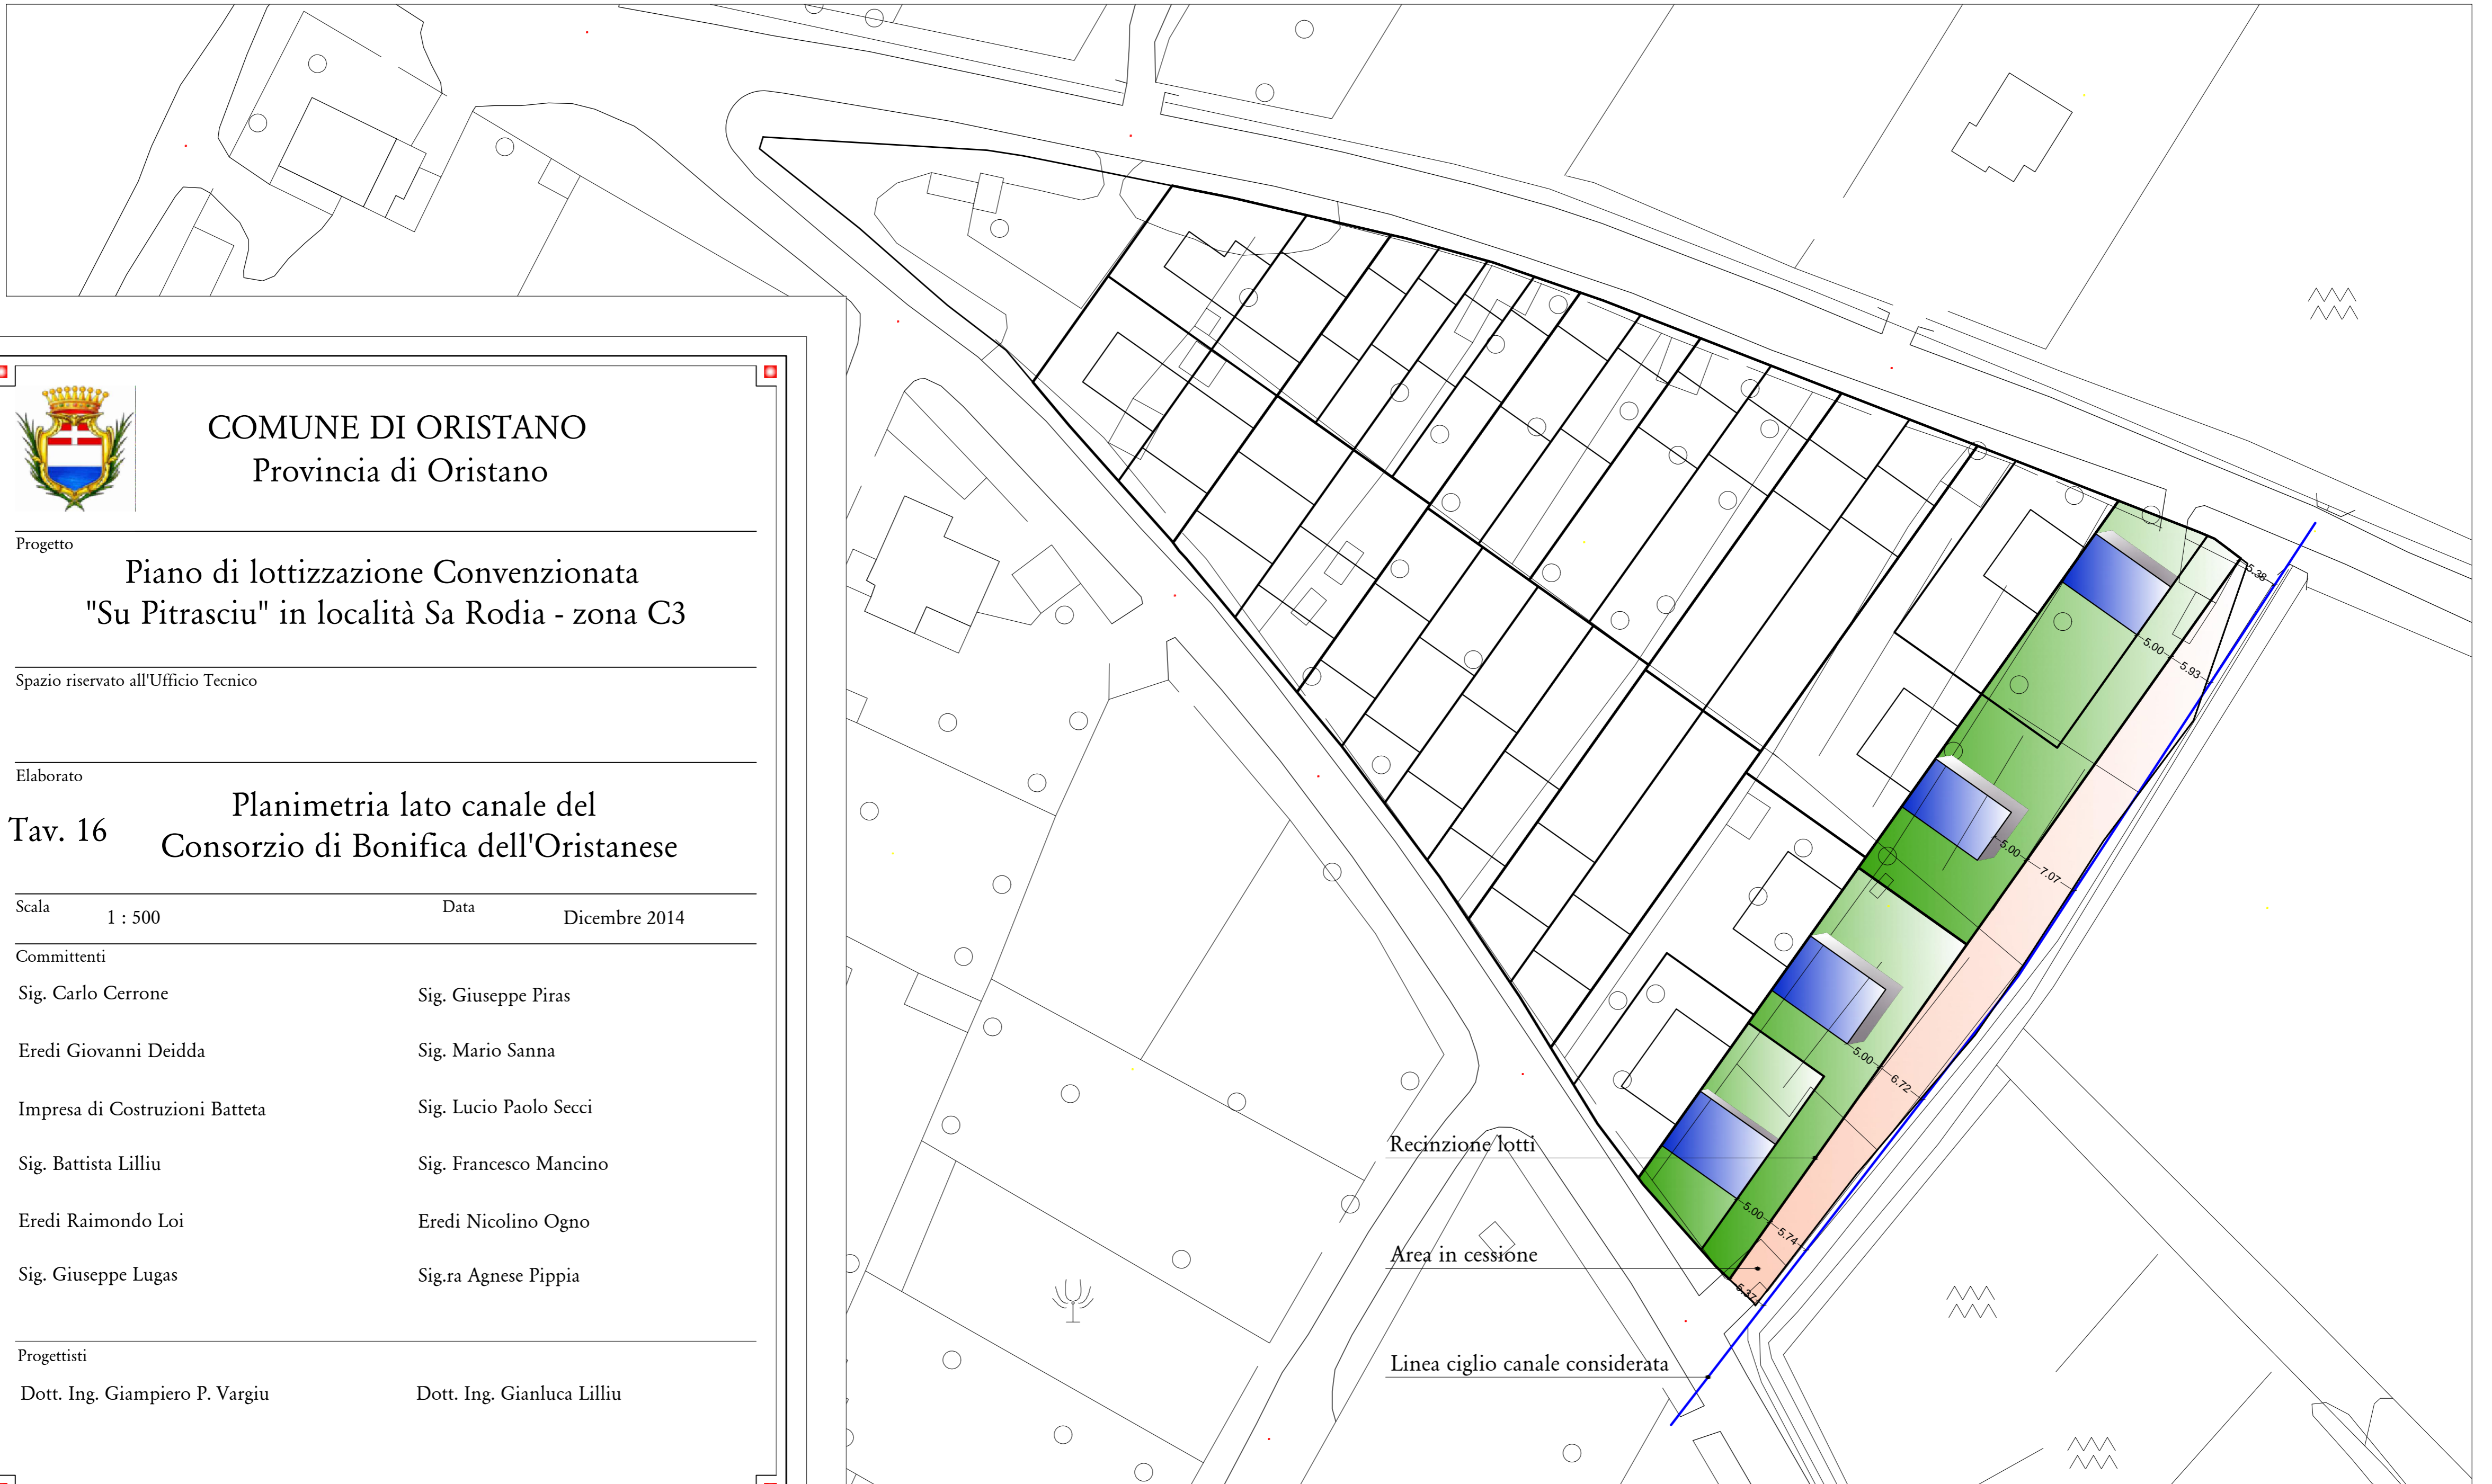 COMUNE DI ORISTANO
Provincia di Oristano
Progetto
Piano di lottizzazione Convenzionata
"Su Pitrasciu" in località Sa Rodia - zona C3
Spazio riservato all'Ufficio Tecnico
Elaborato
Tav. 16
Planimetria lato canale del
Consorzio di Bonifica dell'Oristanese
Scala
1 : 500
Data
Dicembre 2014
Committenti
Sig. Carlo Cerrone
Sig. Giuseppe Piras
Eredi Giovanni Deidda
Sig. Mario Sanna
Impresa di Costruzioni Batteta
Sig. Lucio Paolo Secci
Sig. Battista Lilliu
Sig. Francesco Mancino
Eredi Raimondo Loi
Eredi Nicolino Ogno
Sig. Giuseppe Lugas
Sig.ra Agnese Pippia
Progettisti
Dott. Ing. Giampiero P. Vargiu
Dott. Ing. Gianluca Lilliu
5.38
5.00
5.93
5.00
7.07
5.00
6.72
5.00
5.74
Recinzione lotti
Area in cessione
Linea ciglio canale considerata